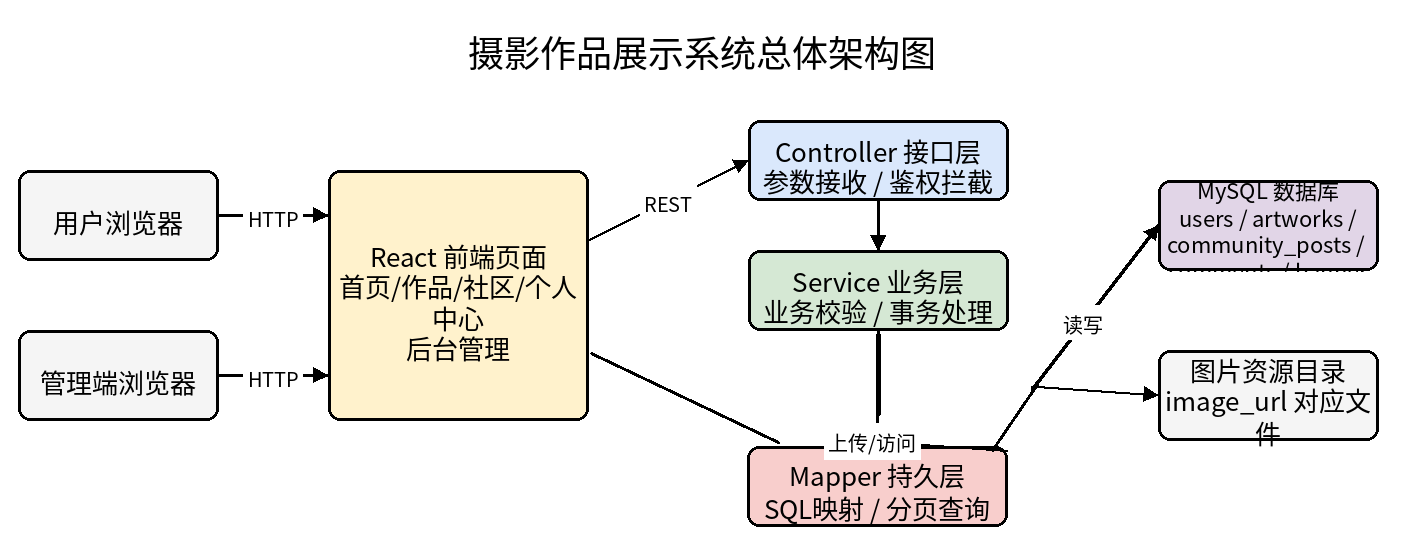 摄影作品展示系统总体架构图
用户浏览器
HTTP
管理端浏览器
HTTP
React 前端页面
首页/作品/社区/个人
中心
后台管理
REST
Controller 接口层
参数接收 / 鉴权拦截
Service 业务层
业务校验 / 事务处理
上传/访问
Mapper 持久层
SQL映射 / 分页查询
读写
MySQL 数据库
users / artworks /
community_posts /
图片资源目录
image_url 对应文
件